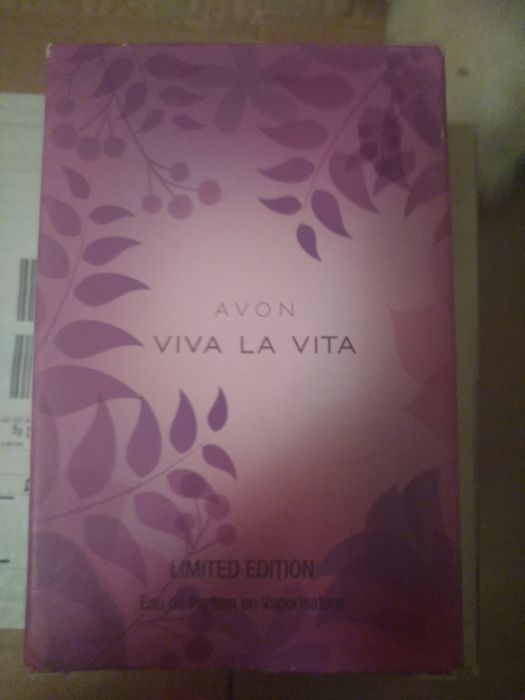 AVON
VIVA LA VITA
LIMITED EDITION
Eau de Parfum en Vaporisateur